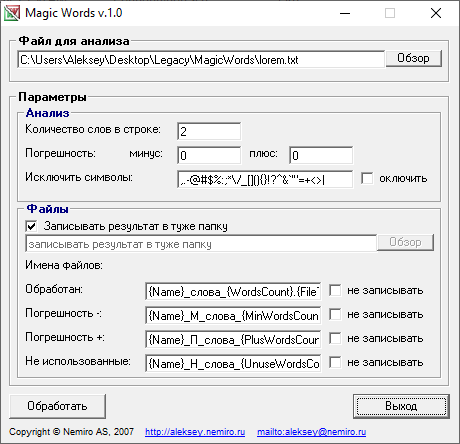 Magic Words v.1.0
Файл для анализа
C:\Users\Aleksey\Desktop\Legacy\MagicWords\lorem.txt Обзор
Параметры
Анализ
Количество слов в строке: 2
Погрешность: минус: 0 плюс: 0
Исключить символы: ,.-@#$%:;*\/_[](){}!?^&`"'=+<>| оключить
Файлы
Записывать результат в туже папку
записывать результат в туже папку Обзор
Имена файлов:
Обработан: {Name}_слова_{WordsCount}.{File не записывать
Погрешность -: {Name}_М_слова_{MinWordsCoun не записывать
Погрешность +: {Name}_П_слова_{PlusWordsCoun не записывать
Не использованные: {Name}_Н_слова_{UnuseWordsCo не записывать
Обработать Выход
Copyright © Nemiro AS, 2007 http://aleksey.nemiro.ru mailto:aleksey@nemiro.ru